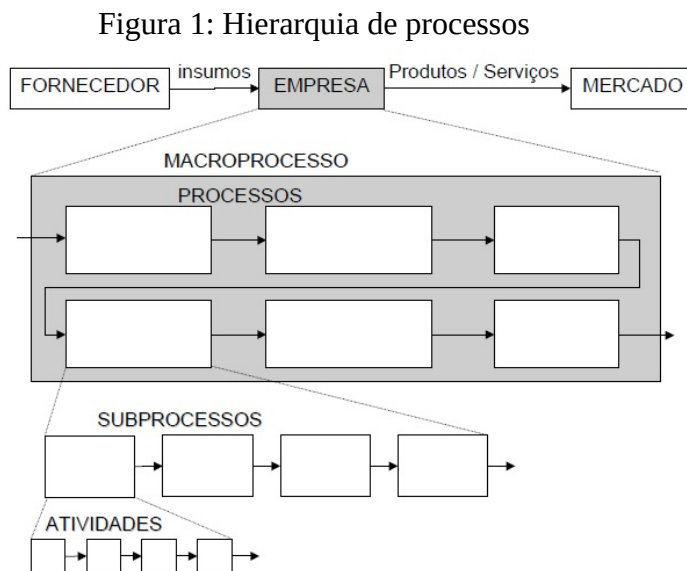 Figura 1: Hierarquia de processos
FORNECEDOR insumos EMPRESA Produtos / Serviços MERCADO
MACROPROCESSO
PROCESSOS
SUBPROCESSOS
ATIVIDADES